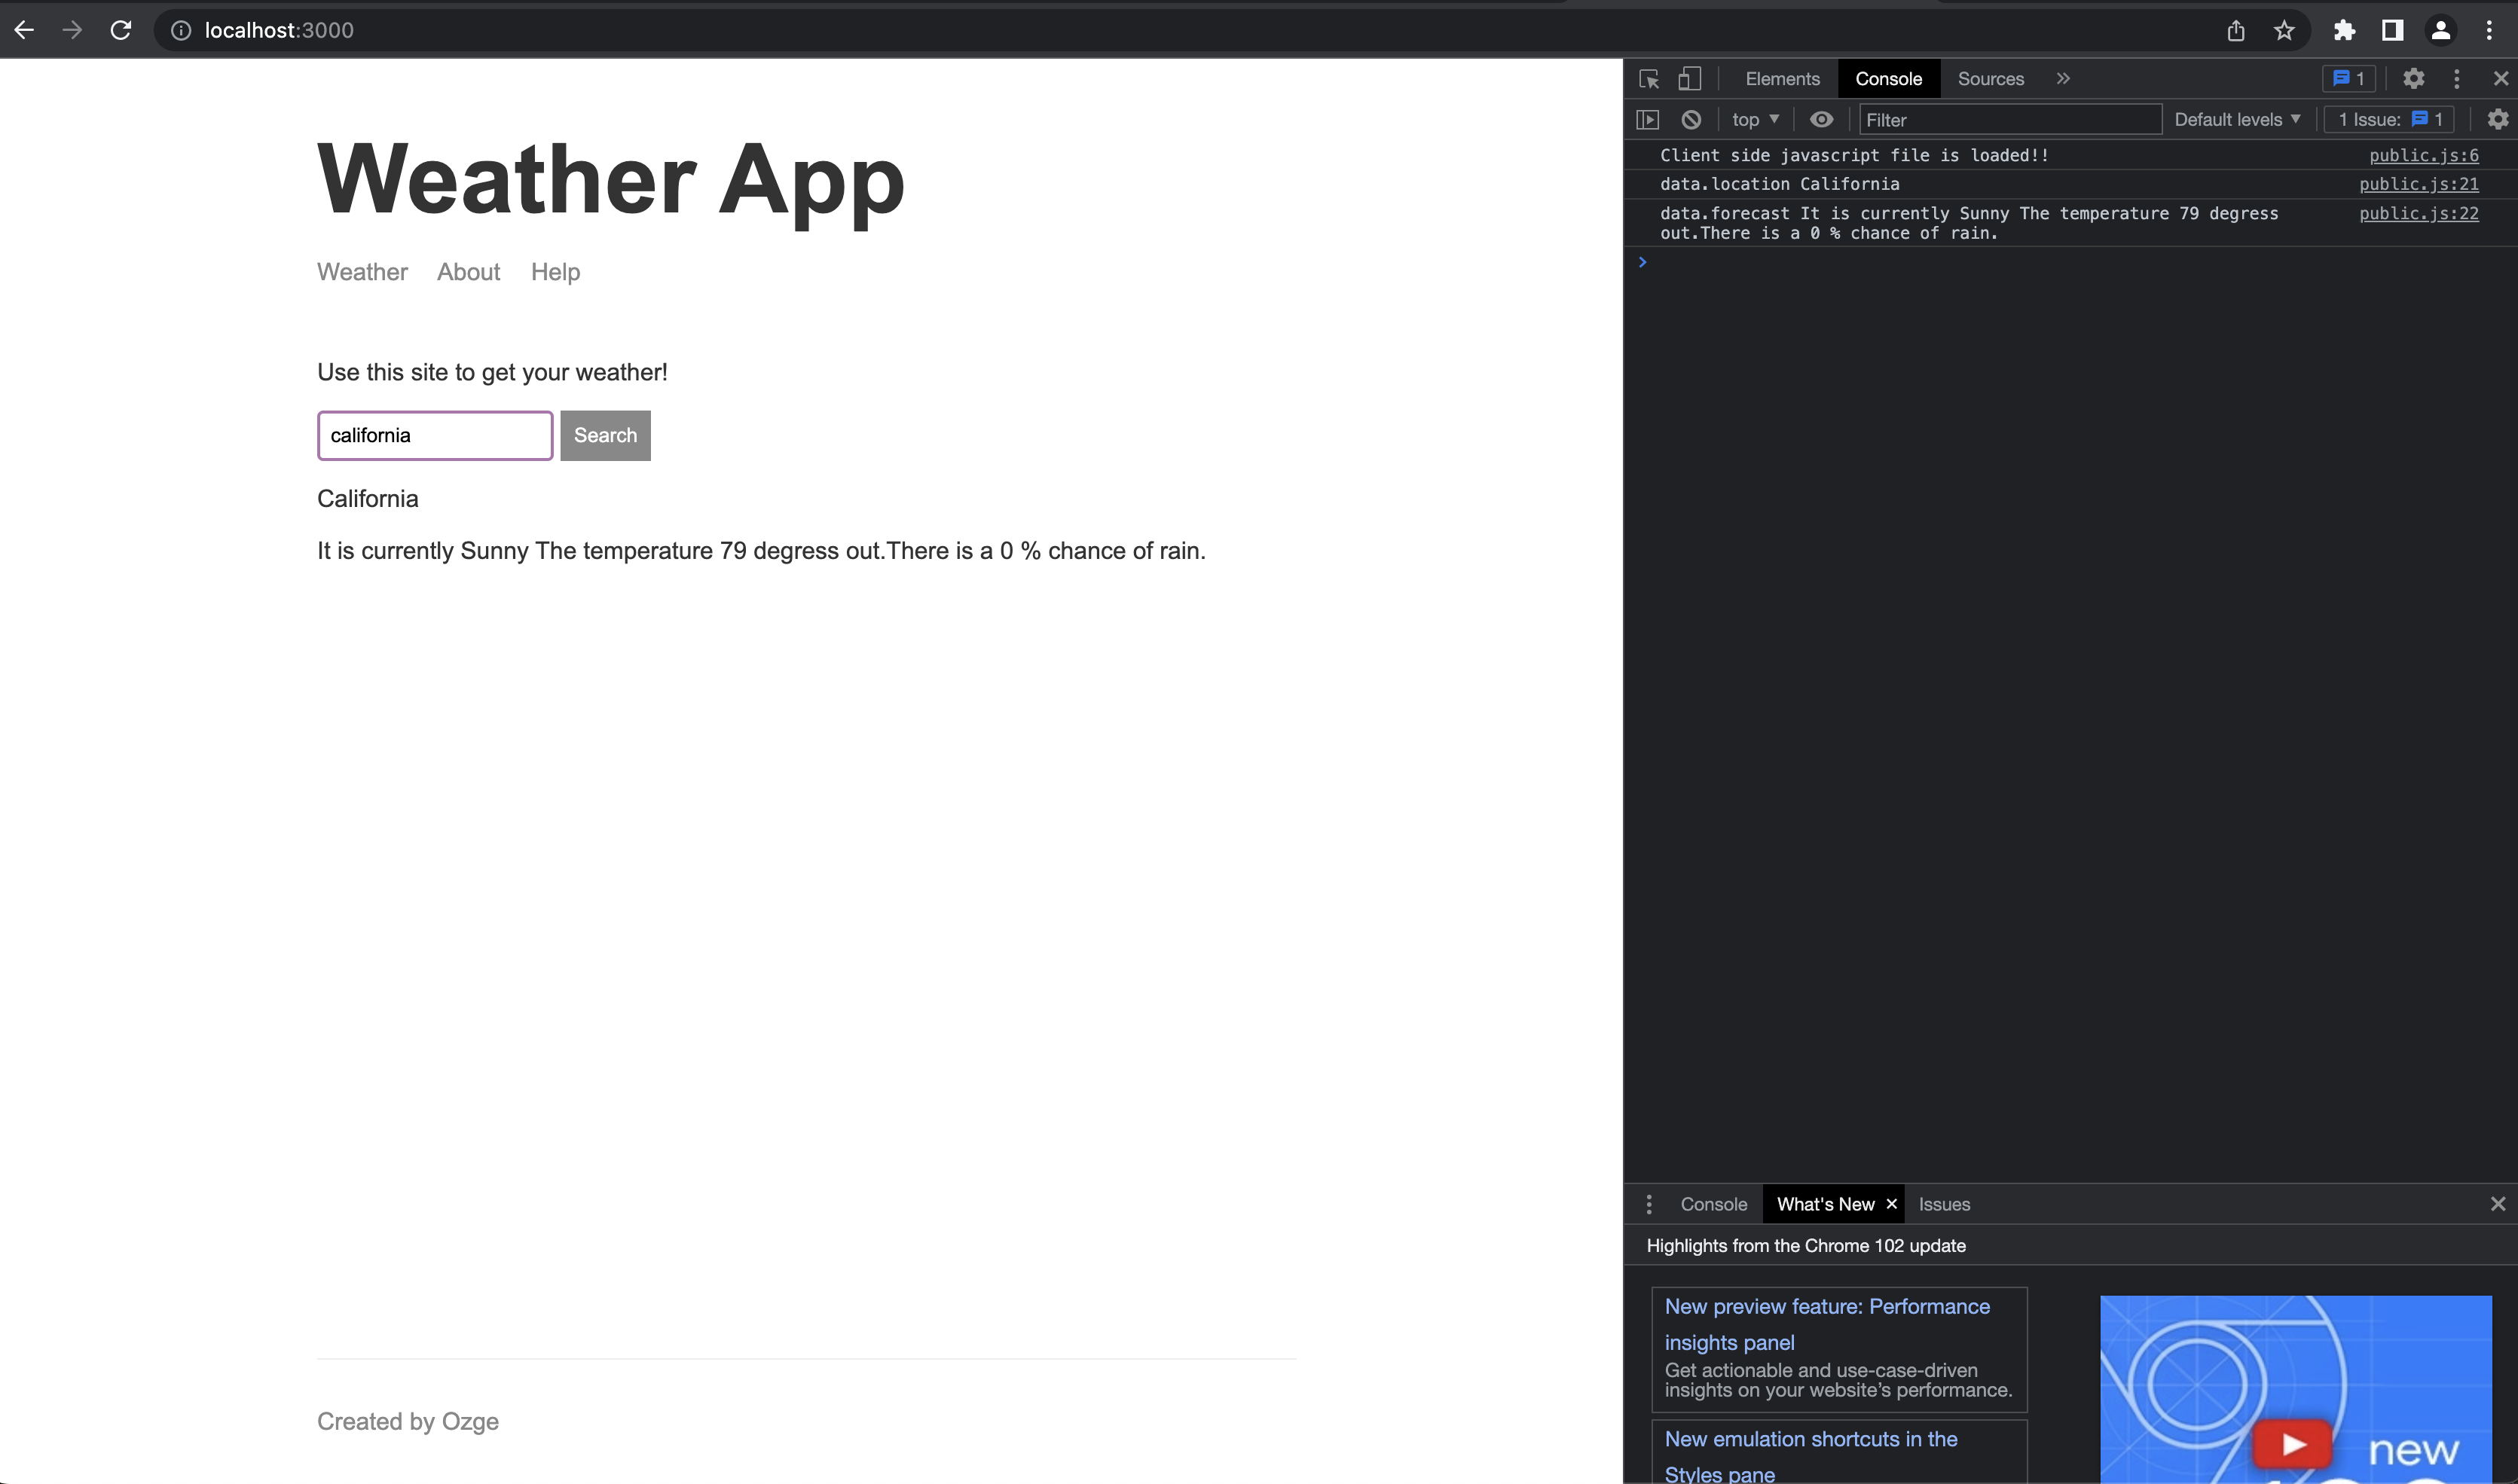 localhost:3000
Weather App
Weather About Help
Use this site to get your weather!
california Search
California
It is currently Sunny The temperature 79 degress out.There is a 0 % chance of rain.
Created by Ozge
Elements Console Sources 1
top Filter Default levels 1 Issue: 1
Client side javascript file is loaded!! public.js:6
data.location California public.js:21
data.forecast It is currently Sunny The temperature 79 degress public.js:22
out.There is a 0 % chance of rain.
Console What's New Issues
Highlights from the Chrome 102 update
New preview feature: Performance
insights panel
Get actionable and use-case-driven
insights on your website’s performance.
New emulation shortcuts in the
Styles pane
new